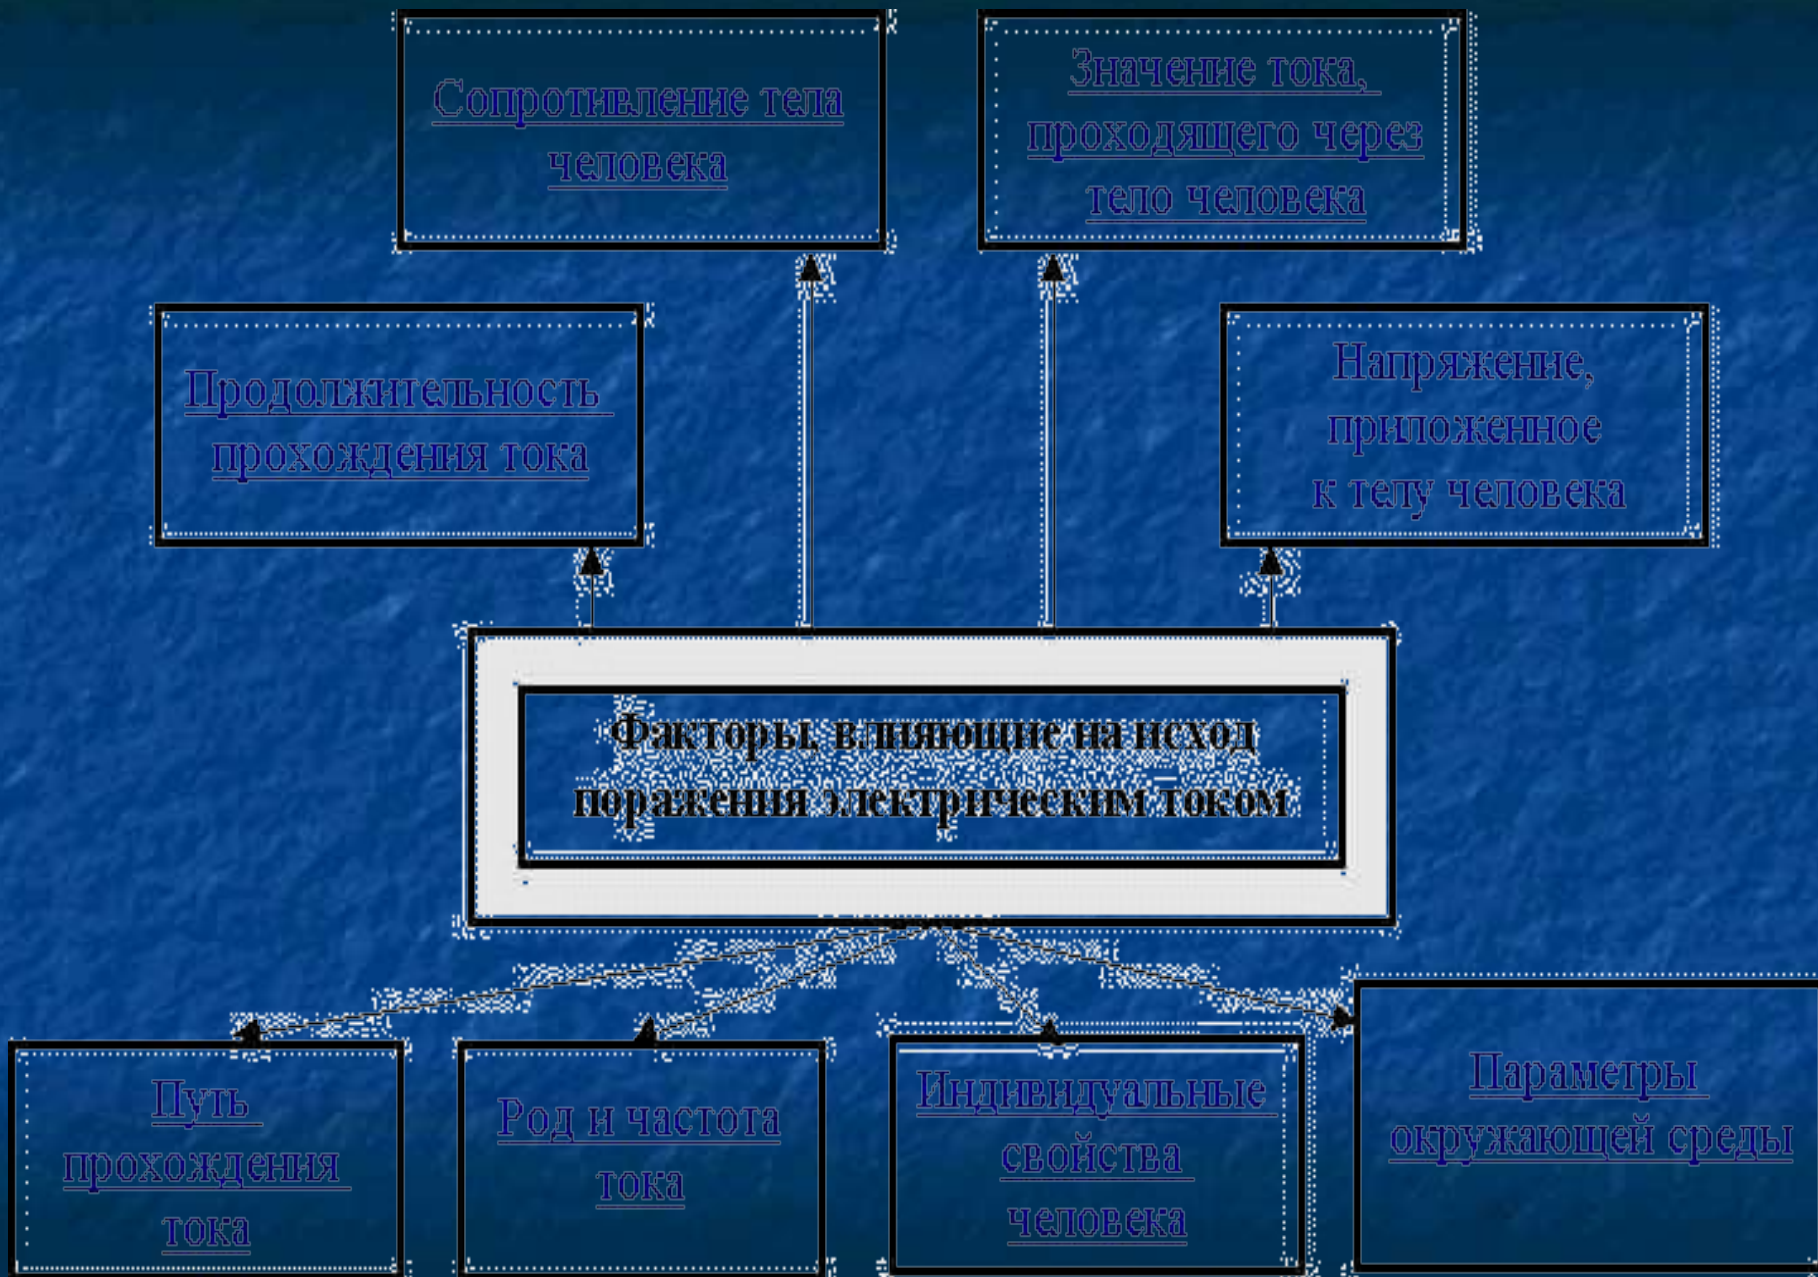 Сопротивление тела
человека
Значение тока,
проходящего через
тело человека
Продолжительность
прохождения тока
Напряжение,
приложенное
к телу человека
Факторы, влияющие на исход
поражения электрическим током
Путь
прохождения
тока
Род и частота
тока
Индивидуальные
свойства
человека
Параметры
окружающей среды